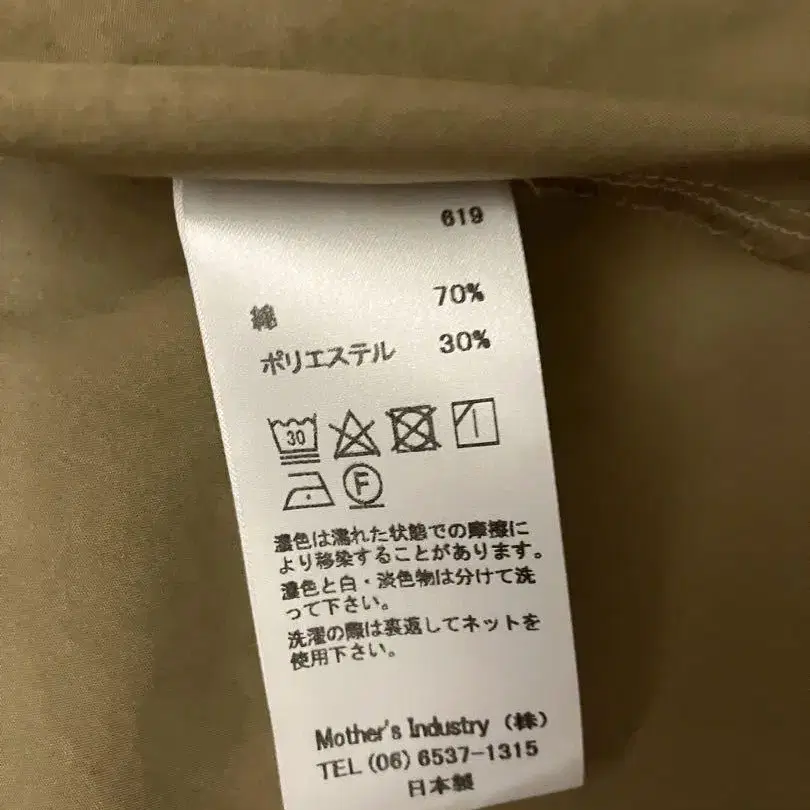 619
綿 70%
ポリエステル 30%
30
F
濃色は濡れた状態での摩擦に
より移染することがあります。
濃色と白・淡色物は分けて洗
って下さい。
洗濯の際は裏返してネットを
使用下さい。
Mother's Industry (株)
TEL (06) 6537-1315
日本製